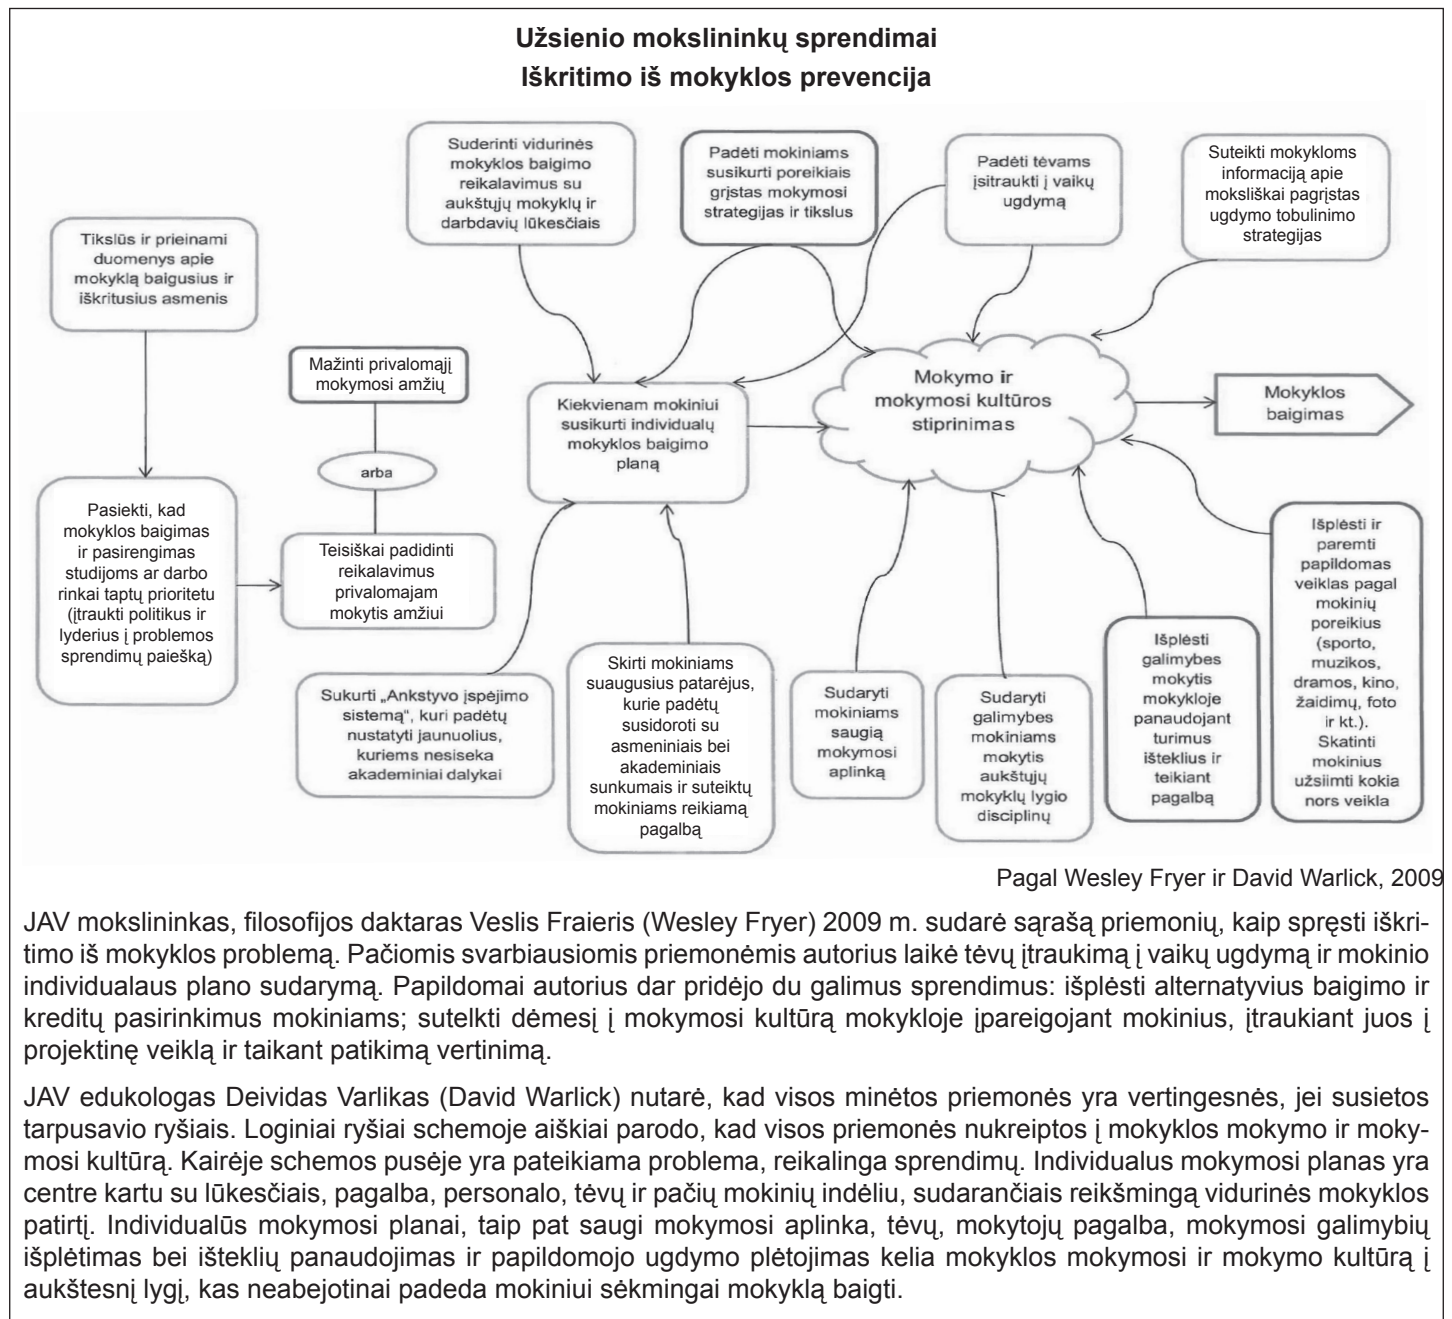 Užsienio mokslininkų sprendimai
Iškritimo iš mokyklos prevencija
Suderinti vidurinės
mokyklos baigimo
reikalavimus su
aukštųjų mokyklų ir
darbdavių lūkesčiais
Padėti mokiniams
susikurti poreikiais
grįstas mokymosi
strategijas ir tikslus
Padėti tėvams
įsitraukti į vaikų
ugdymą
Suteikti mokykloms
informaciją apie
moksliškai pagrįstas
ugdymo tobulinimo
strategijas
Tikslūs ir prieinami
duomenys apie
mokyklą baigusius ir
iškritusius asmenis
Mažinti privalomąjį
mokymosi amžių
arba
Kiekvienam mokiniui
susikurti individualų
mokyklos baigimo
planą
Mokymo ir
mokymosi kultūros
stiprinimas
Mokyklos
baigimas
Pasiekti, kad
mokyklos baigimas
ir pasirengimas
studijoms ar darbo
rinkai taptų prioritetu
(įtraukti politikus ir
lyderius į problemos
sprendimų paiešką)
Teisiškai padidinti
reikalavimus
privalomajam
mokytis amžiui
Sukurti „Ankstyvo įspėjimo
sistemą“, kuri padėtų
nustatyti jaunuolius,
kuriems nesiseka
akademiniai dalykai
Skirti mokiniams
suaugusius patarėjus,
kurie padėtų
susidoroti su
asmeniniais bei
akademiniais
sunkumais ir suteiktų
mokiniams reikiamą
pagalbą
Sudaryti
mokiniams
saugią
mokymosi
aplinką
Sudaryti
galimybes
mokiniams
mokytis
aukštųjų
mokyklų lygio
disciplinų
Išplėsti
galimybes
mokytis
mokykloje
panaudojant
turimus
išteklius ir
teikiant
pagalbą
Išplėsti ir
paremti
papildomas
veiklas pagal
mokinių
poreikius
(sporto,
muzikos,
dramos, kino,
žaidimų, foto
ir kt.).
Skatinti
mokinius
užsiimti kokia
nors veikla
Pagal Wesley Fryer ir David Warlick, 2009
JAV mokslininkas, filosofijos daktaras Veslis Fraieris (Wesley Fryer) 2009 m. sudarė sąrašą priemonių, kaip spręsti iškri-
timo iš mokyklos problemą. Pačiomis svarbiausiomis priemonėmis autorius laikė tėvų įtraukimą į vaikų ugdymą ir mokinio
individualaus plano sudarymą. Papildomai autorius dar pridėjo du galimus sprendimus: išplėsti alternatyvius baigimo ir
kreditų pasirinkimus mokiniams; sutelkti dėmesį į mokymosi kultūrą mokykloje įpareigojant mokinius, įtraukiant juos į
projektinę veiklą ir taikant patikimą vertinimą.
JAV edukologas Deividas Varlikas (David Warlick) nutarė, kad visos minėtos priemonės yra vertingesnės, jei susietos
tarpusavio ryšiais. Loginiai ryšiai schemoje aiškiai parodo, kad visos priemonės nukreiptos į mokyklos mokymo ir moky-
mosi kultūrą. Kairėje schemos pusėje yra pateikiama problema, reikalinga sprendimų. Individualus mokymosi planas yra
centre kartu su lūkesčiais, pagalba, personalo, tėvų ir pačių mokinių indėliu, sudarančiais reikšmingą vidurinės mokyklos
patirtį. Individualūs mokymosi planai, taip pat saugi mokymosi aplinka, tėvų, mokytojų pagalba, mokymosi galimybių
išplėtimas bei išteklių panaudojimas ir papildomojo ugdymo plėtojimas kelia mokyklos mokymosi ir mokymo kultūrą į
aukštesnį lygį, kas neabejotinai padeda mokiniui sėkmingai mokyklą baigti.